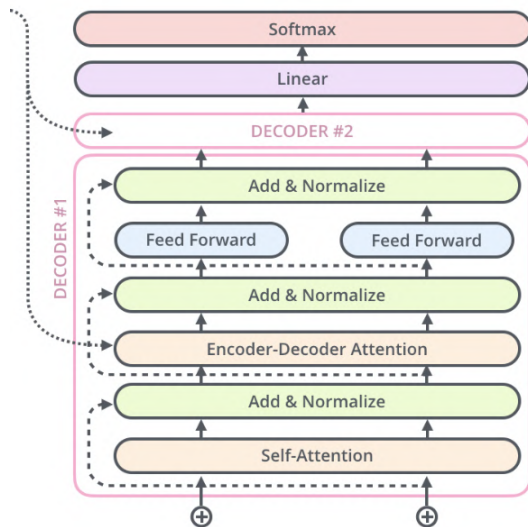 Softmax
Linear
DECODER #2
DECODER #1
Add & Normalize
Feed Forward
Feed Forward
Add & Normalize
Encoder-Decoder Attention
Add & Normalize
Self-Attention